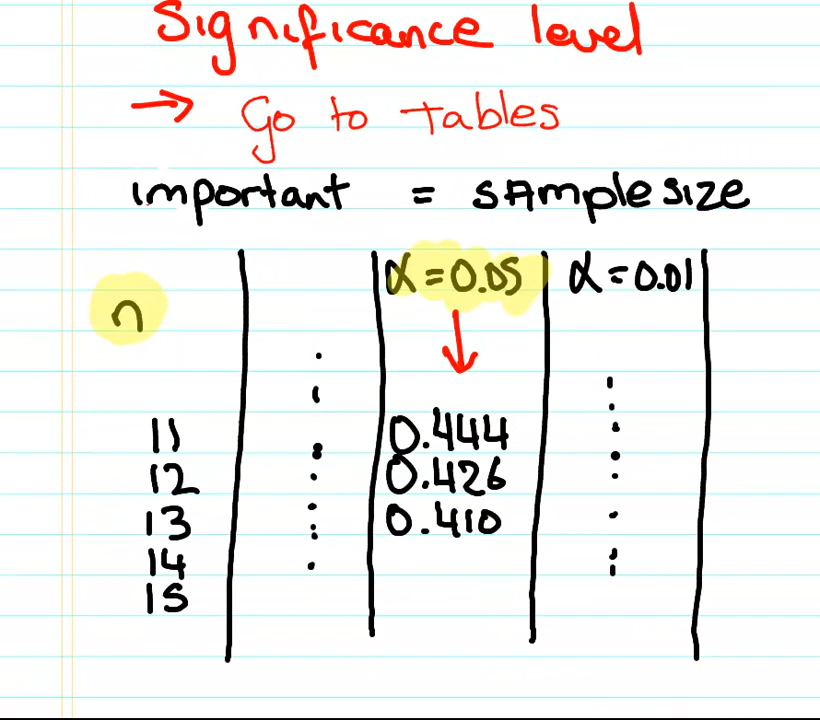 Significance level
→ Go to tables
important = SAmple size
n α=0.05 α=0.01
11 0.444
12 0.426
13 0.410
14
15